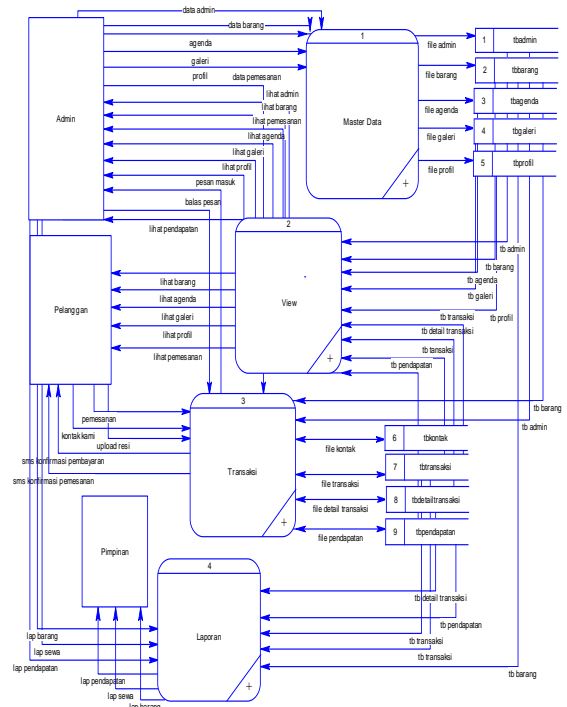 data admin
data barang
agenda
galeri
profil
data pemesanan
lihat admin
lihat barang
lihat pemesanan
lihat agenda
lihat galeri
lihat profil
pesan masuk
balas pesan
lihat pendapatan
Admin
1
Master Data
+
file admin
file barang
file agenda
file galeri
file profil
1 tbadmin
2 tbbarang
3 tbagenda
4 tbgaleri
5 tbprofil
Pelanggan
lihat barang
lihat agenda
lihat galeri
lihat profil
lihat pemesanan
2
View
+
tb admin
tb barang
tb agenda
tb galeri
tb profil
tb transaksi
tb detail transaksi
tb tansaksi
tb pendapatan
tb barang
tb admin
pemesanan
kontak kami
upload resi
sms konfirmasi pembayaran
sms konfirmasi pemesanan
3
Transaksi
+
file kontak
file transaksi
file detail transaksi
file pendapatan
6 tbkontak
7 tbtransaksi
8 tbdetailtransaksi
9 tbpendapatan
Pimpinan
4
Laporan
+
tb detail transaksi
tb pendapatan
tb transaksi
tb transaksi
tb barang
lap barang
lap sewa
lap pendapatan
lap pendapatan
lap sewa
lap barang